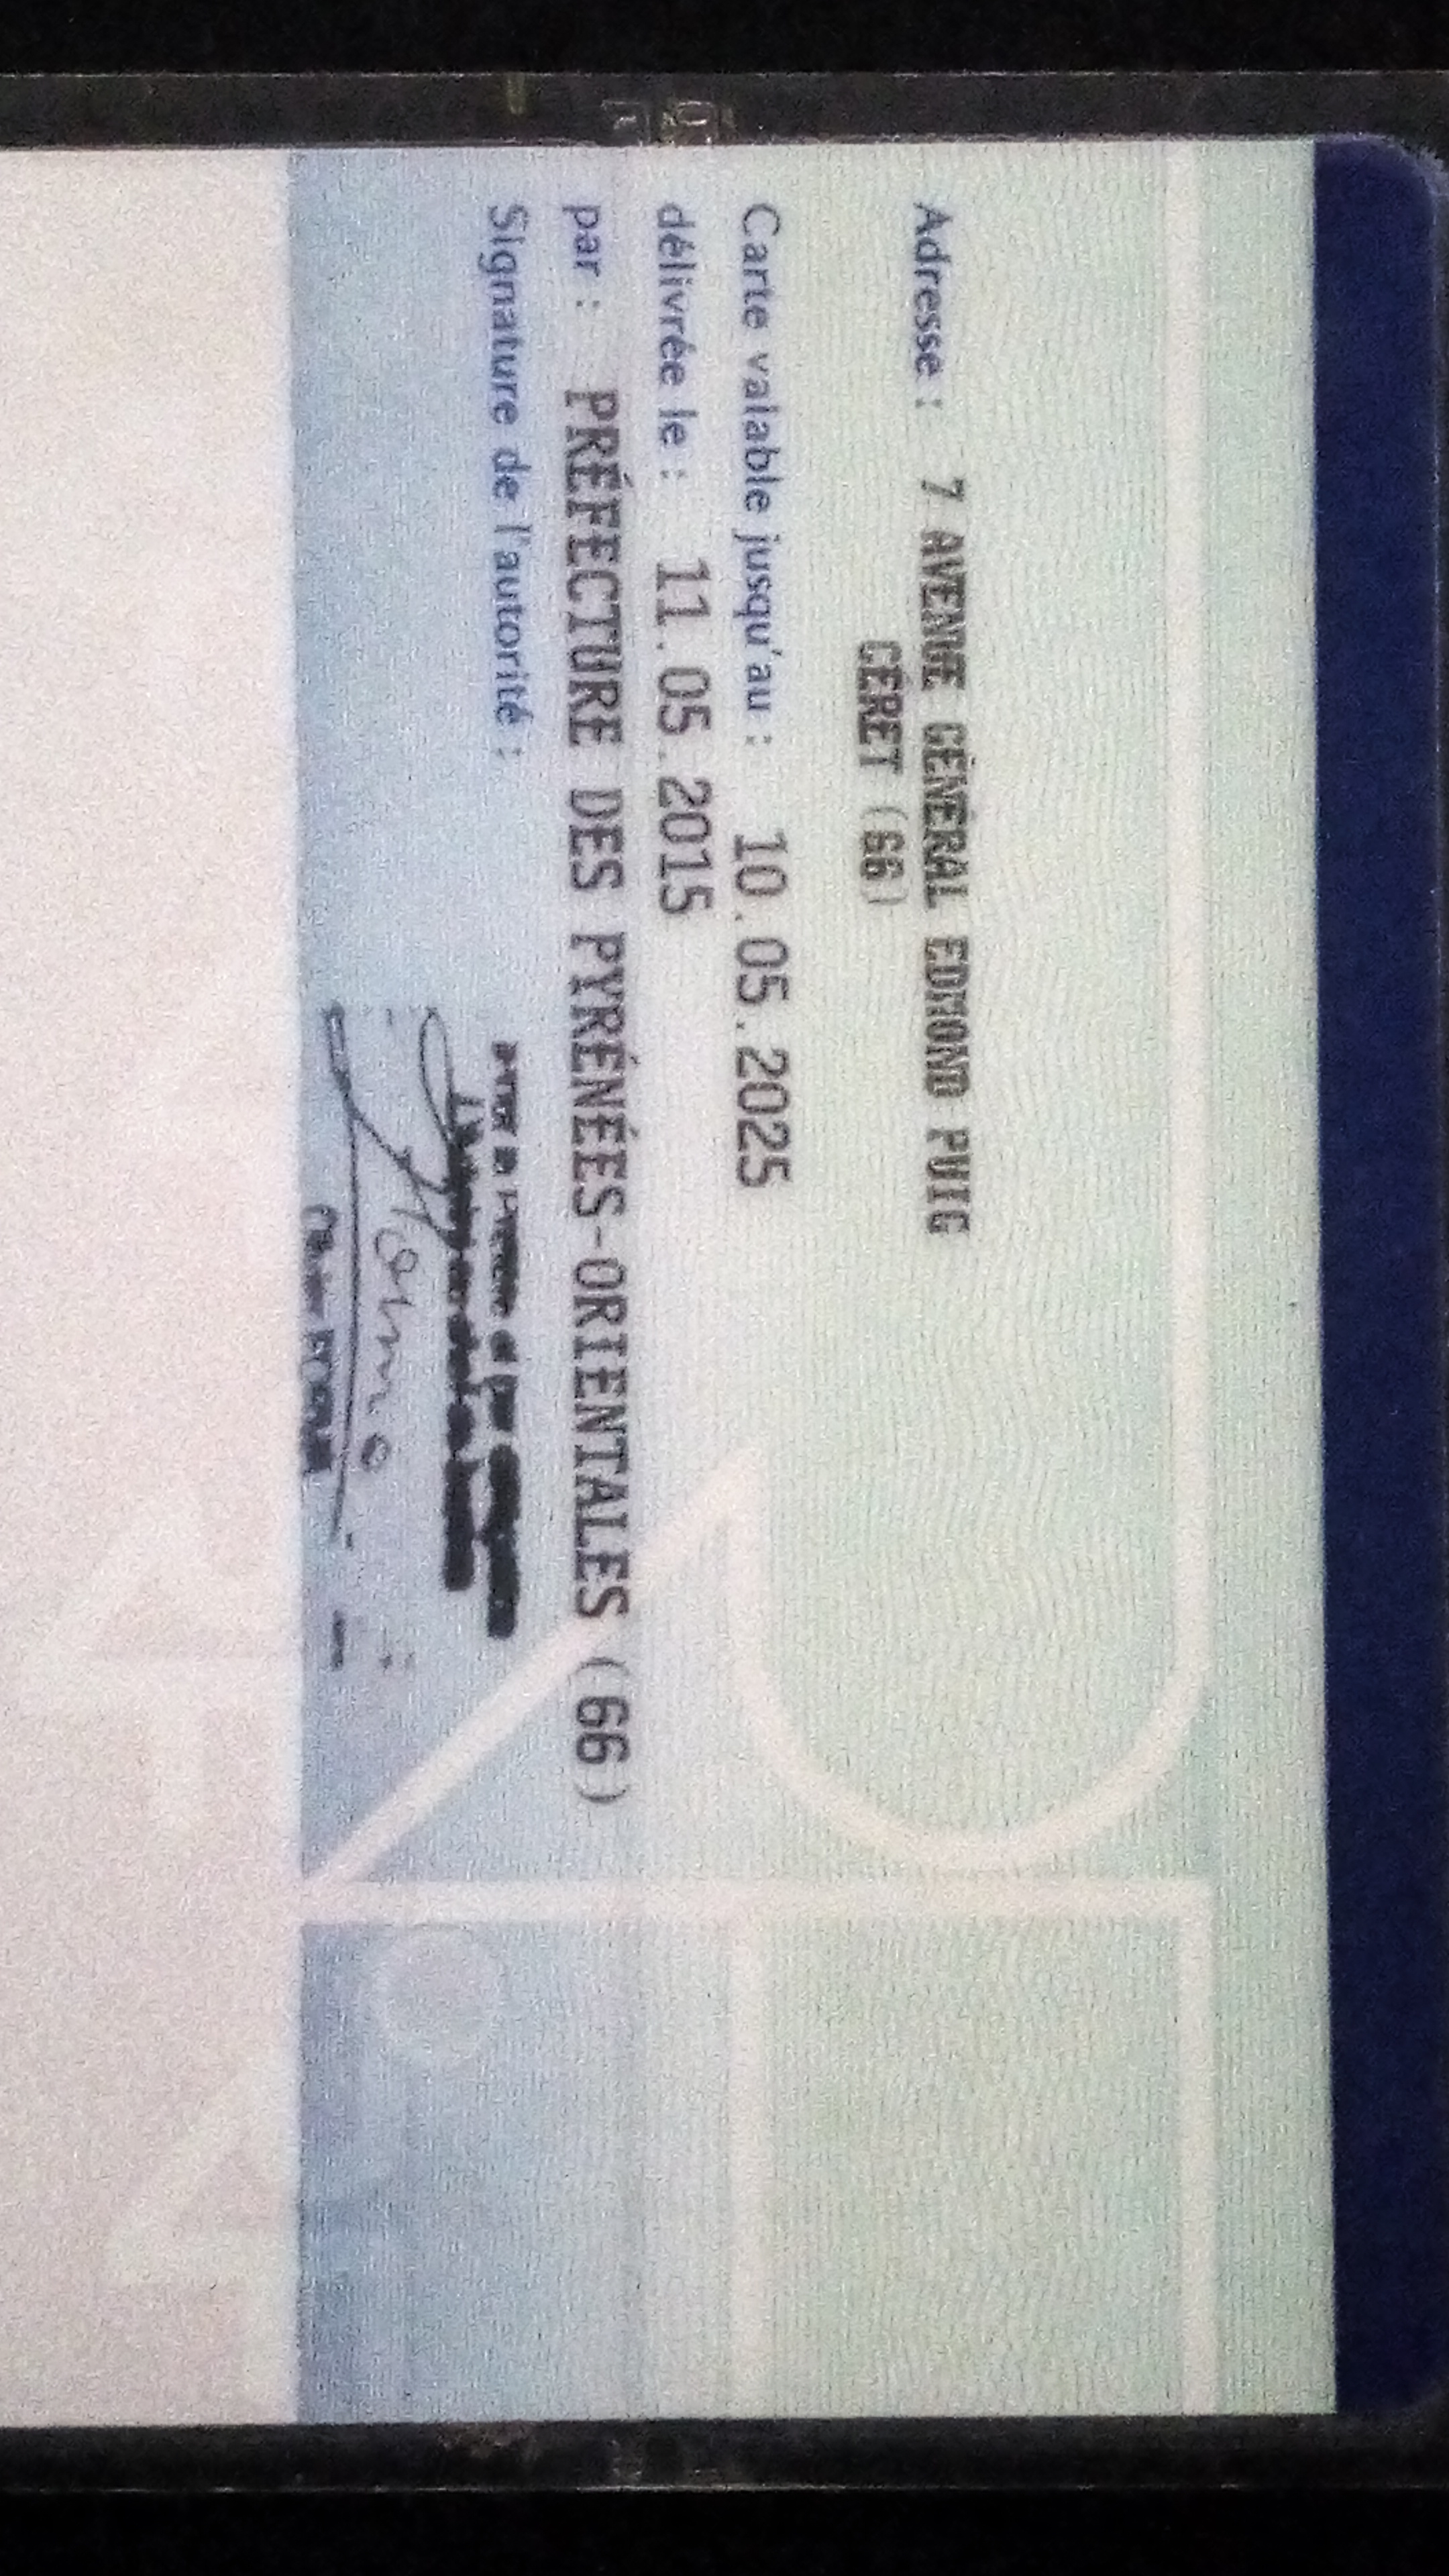 Adresse : 7 AVENUE GÉNÉRAL EDMOND PUIG
CÉRET (66)
Carte valable jusqu'au : 10.05.2025
délivrée le : 11.05.2015
par : PRÉFECTURE DES PYRÉNÉES-ORIENTALES (66)
Signature de l'autorité :